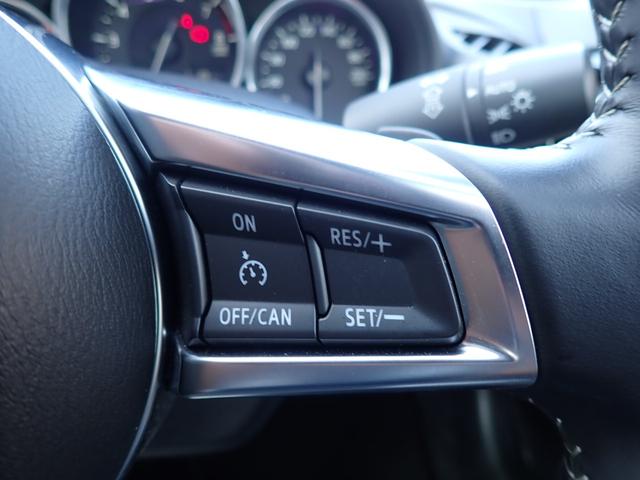 ON
RES/+
OFF/CAN
SET/−